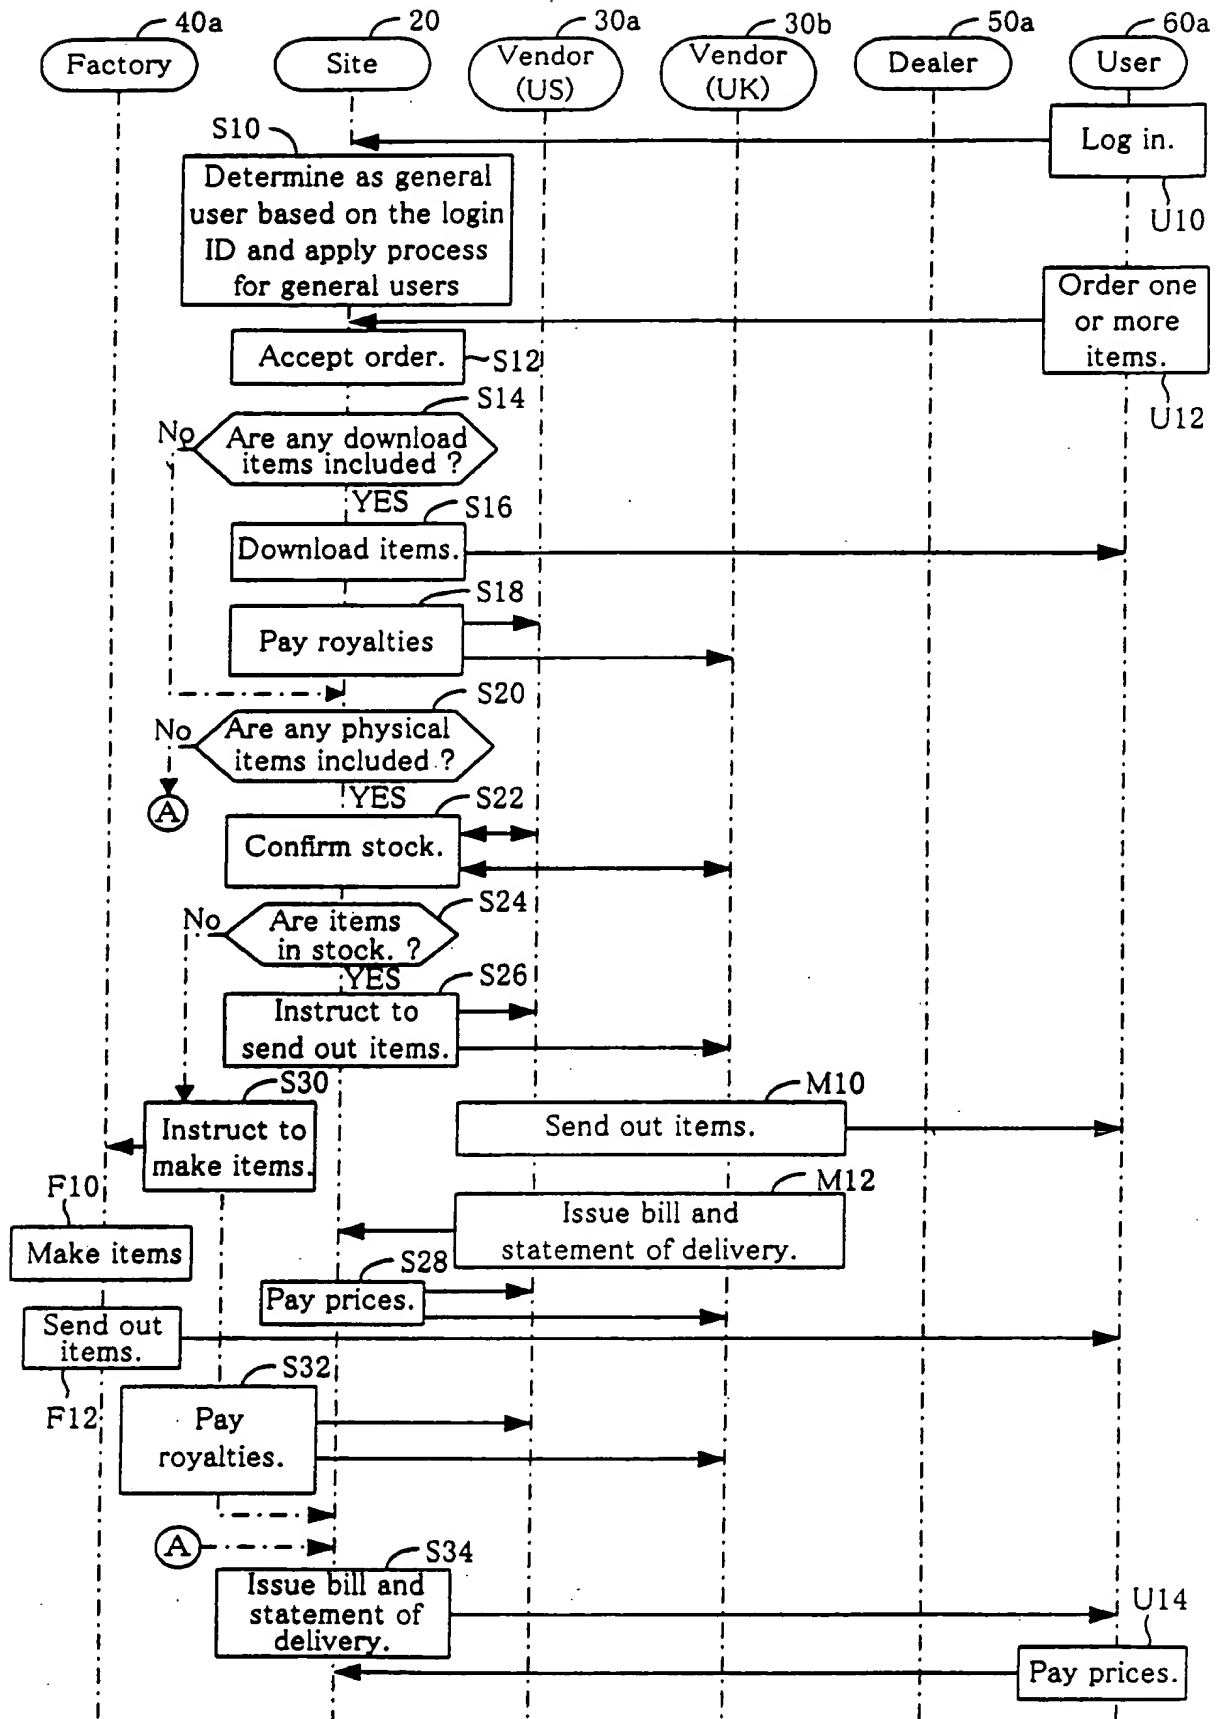 40a
20
30a
30b
50a
60a
Factory
Site
Vendor
(US)
Vendor
(UK)
Dealer
User
Log in.
U10
S10
Determine as general
user based on the login
ID and apply process
for general users
Order one
or more
items.
U12
Accept order.
S12
S14
No
Are any download
items included ?
YES
S16
Download items.
S18
Pay royalties
S20
No
Are any physical
items included ?
A
YES
S22
Confirm stock.
S24
No
Are items
in stock. ?
YES
S26
Instruct to
send out items.
S30
Instruct to
make items.
M10
Send out items.
F10
Make items
M12
Issue bill and
statement of delivery.
S28
Pay prices.
Send out
items.
F12
S32
Pay
royalties.
A
S34
Issue bill and
statement of
delivery.
U14
Pay prices.